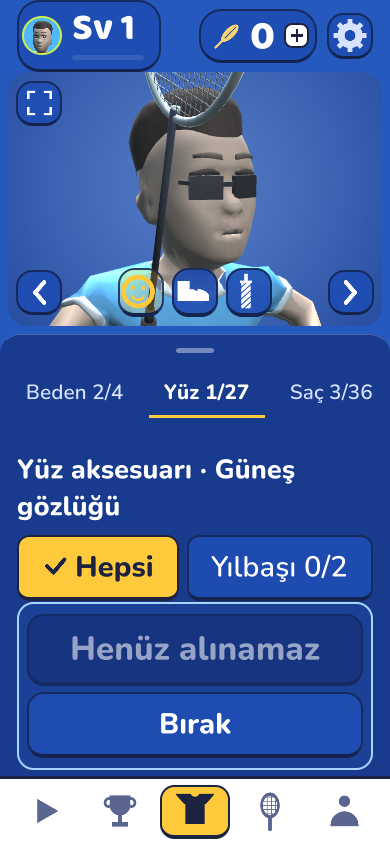 Sv 1
0
Beden 2/4
Yüz 1/27
Saç 3/36
Yüz aksesuarı · Güneş
gözlüğü
Hepsi
Yılbaşı 0/2
Henüz alınamaz
Bırak